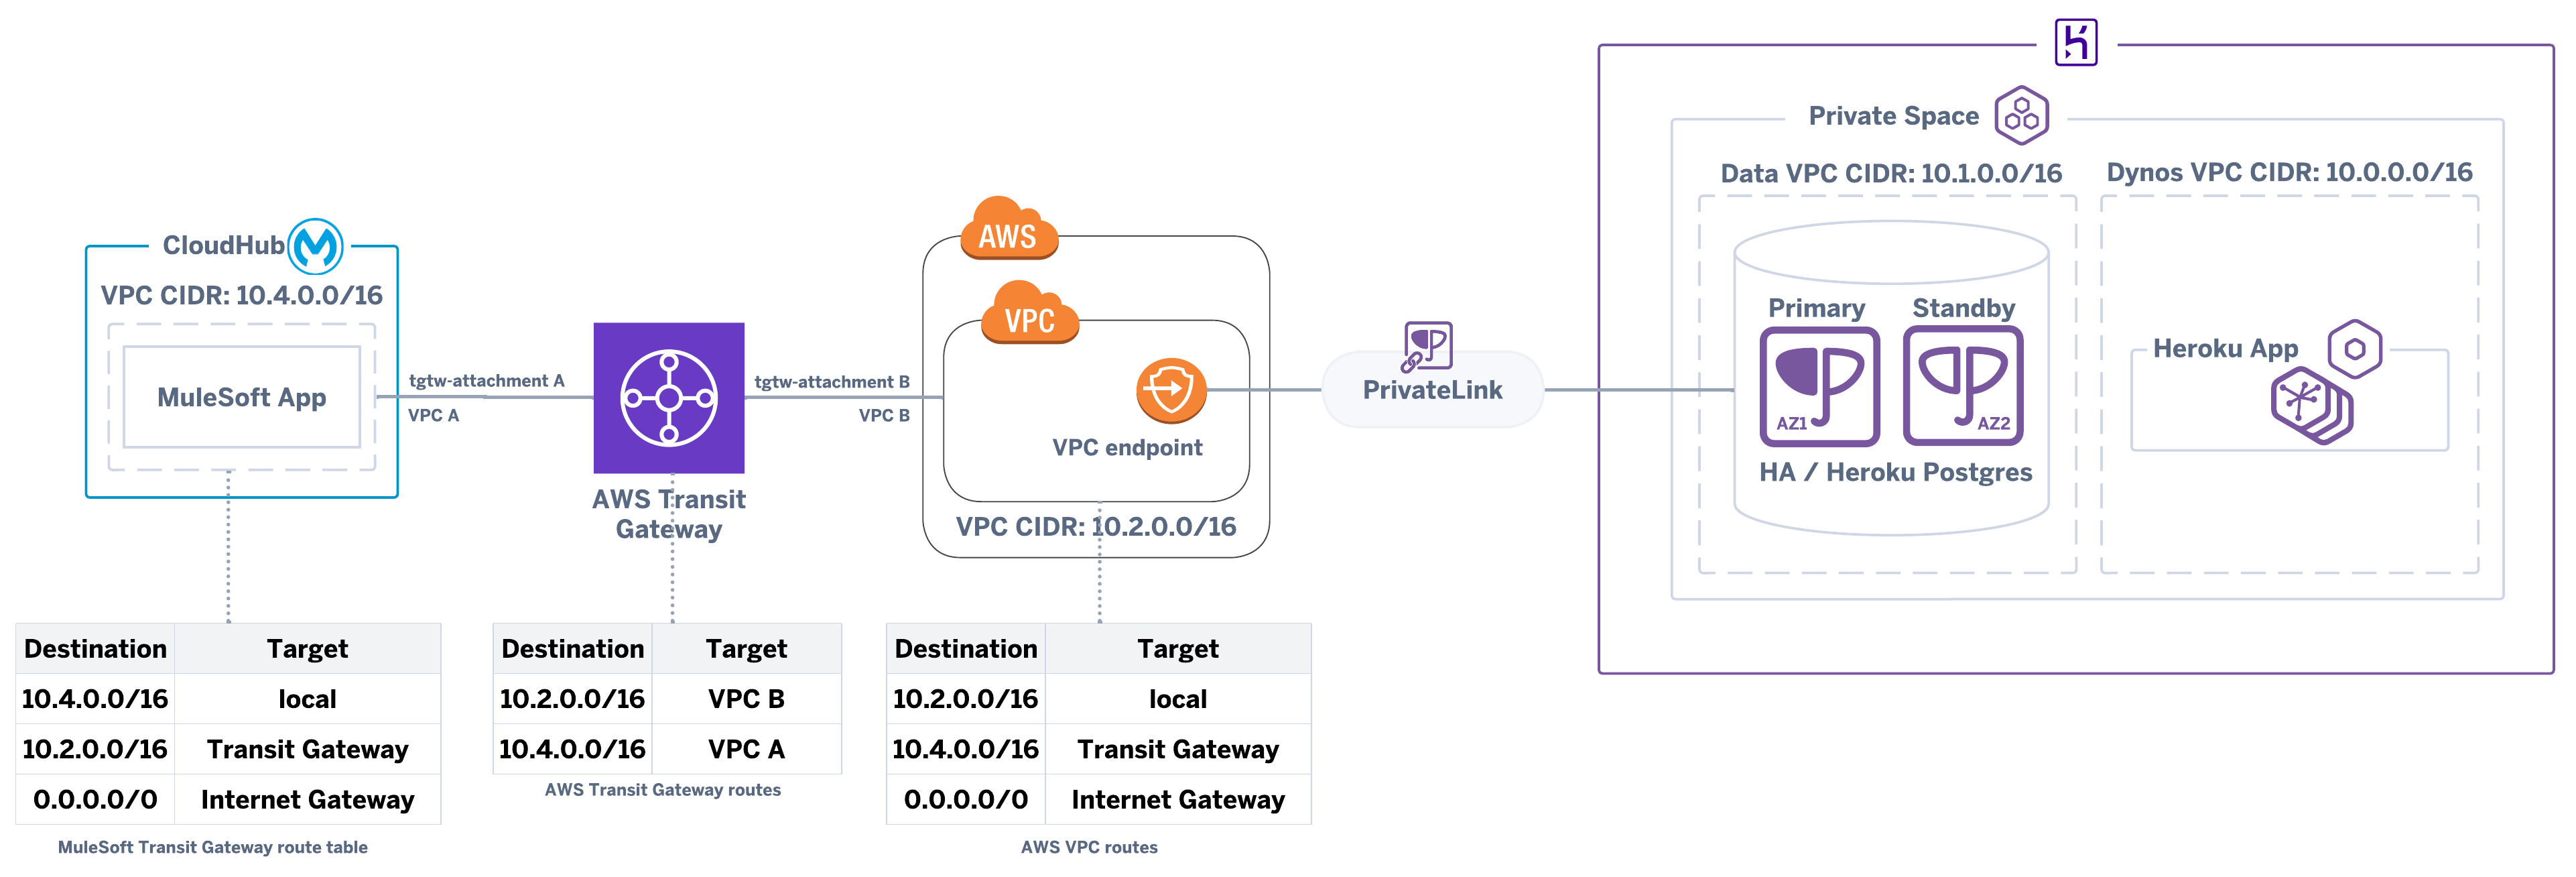 Private Space
Data VPC CIDR: 10.1.0.0/16
Dynos VPC CIDR: 10.0.0.0/16
CloudHub
VPC CIDR: 10.4.0.0/16
MuleSoft App
tgtw-attachment A
VPC A
AWS Transit
Gateway
tgtw-attachment B
VPC B
AWS
VPC
VPC endpoint
VPC CIDR: 10.2.0.0/16
PrivateLink
Primary
Standby
AZ1
AZ2
HA / Heroku Postgres
Heroku App
Destination Target
10.4.0.0/16 local
10.2.0.0/16 Transit Gateway
0.0.0.0/0 Internet Gateway
MuleSoft Transit Gateway route table
Destination Target
10.2.0.0/16 VPC B
10.4.0.0/16 VPC A
AWS Transit Gateway routes
Destination Target
10.2.0.0/16 local
10.4.0.0/16 Transit Gateway
0.0.0.0/0 Internet Gateway
AWS VPC routes